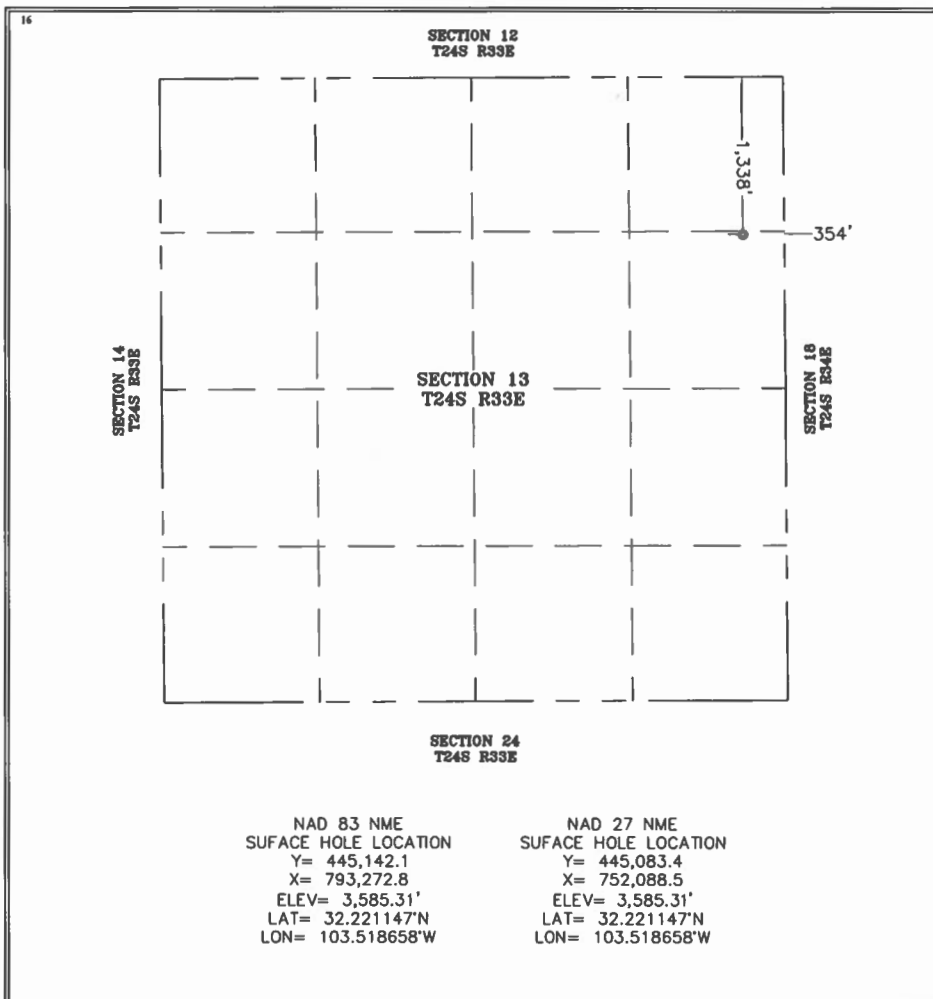 16
SECTION 12
T24S R33E
1,338'
354'
SECTION 14
T24S R33E
SECTION 13
T24S R33E
SECTION 18
T24S R34E
SECTION 24
T24S R33E
NAD 83 NME
SUFACE HOLE LOCATION
Y= 445,142.1
X= 793,272.8
ELEV= 3,585.31'
LAT= 32.221147°N
LON= 103.518658°W
NAD 27 NME
SUFACE HOLE LOCATION
Y= 445,083.4
X= 752,088.5
ELEV= 3,585.31'
LAT= 32.221147°N
LON= 103.518658°W